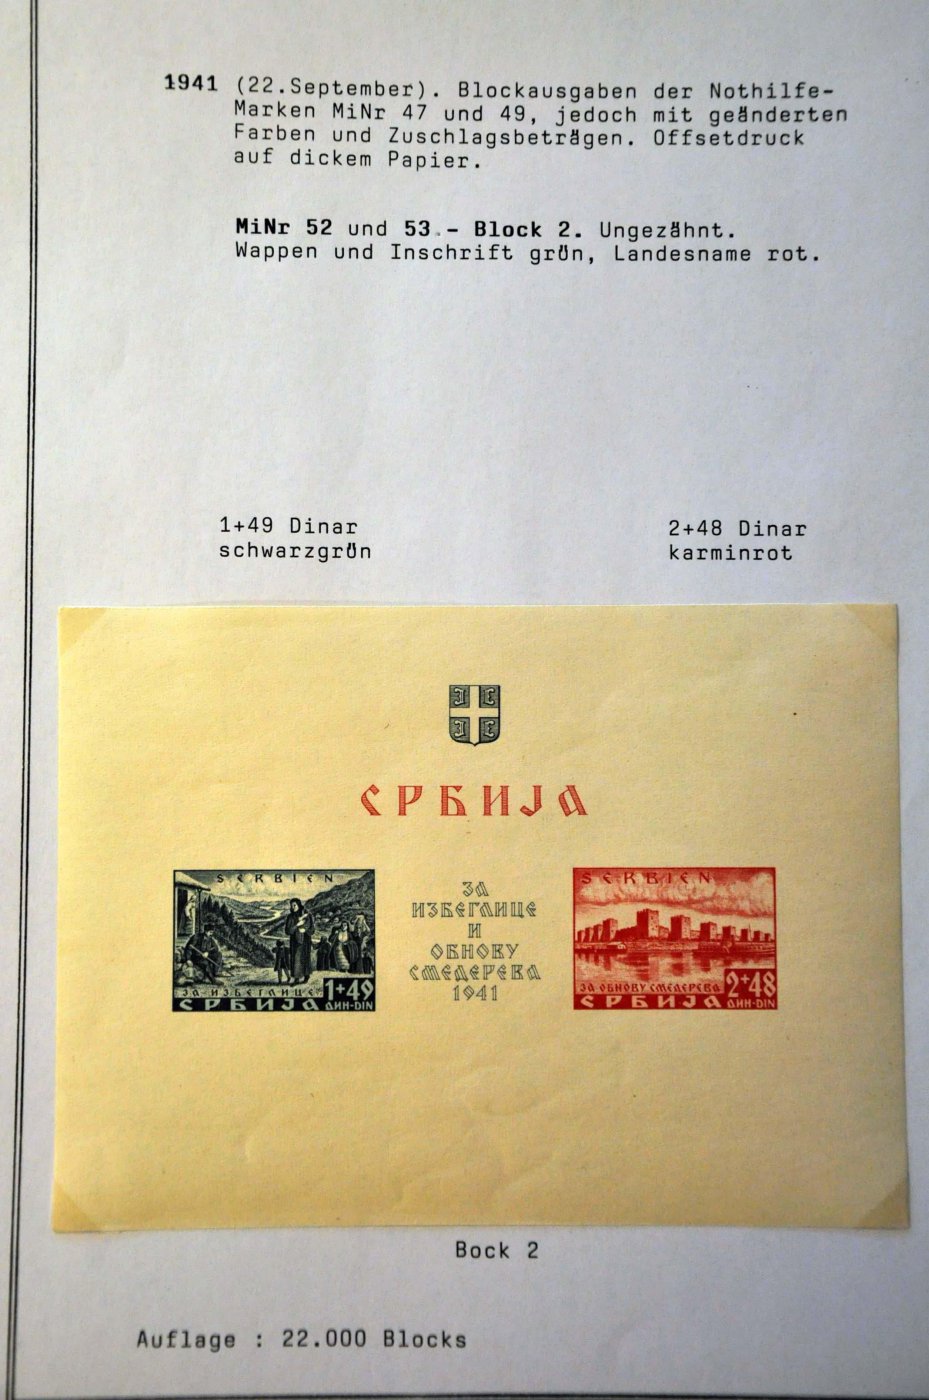 1941 (22.September). Blockausgaben der Nothilfe-
Marken MiNr 47 und 49, jedoch mit geänderten
Farben und Zuschlagsbeträgen. Offsetdruck
auf dickem Papier.
MiNr 52 und 53 - Block 2. Ungezähnt.
Wappen und Inschrift grün, Landesname rot.
1+49 Dinar
schwarzgrün
2+48 Dinar
karminrot
СРБИЈА
SERBIEN
ЗА ИЗБЕГЛИЦЕ
1+49
СРБИЈА
ДИН-DIN
ЗА
ИЗБЕГЛИЦЕ
И
ОБНОВУ
СМЕДЕРЕВА
1941
SERBIEN
ЗА ОБНОВУ СМЕДЕРЕВА
2+48
СРБИЈА
ДИН-DIN
Bock 2
Auflage : 22.000 Blocks